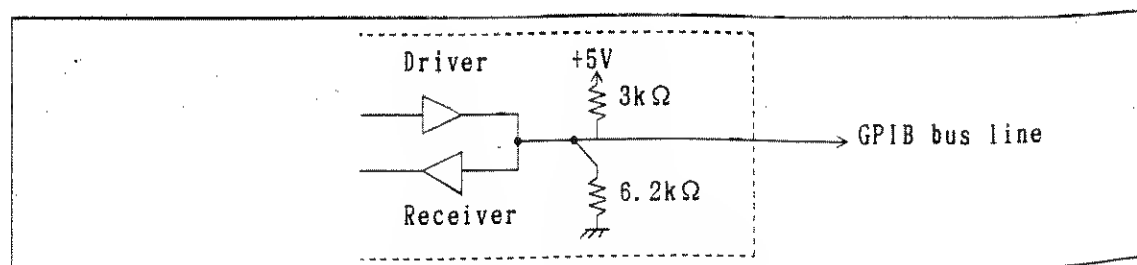 Driver
+5V
3kΩ
GPIB bus line
6.2kΩ
Receiver